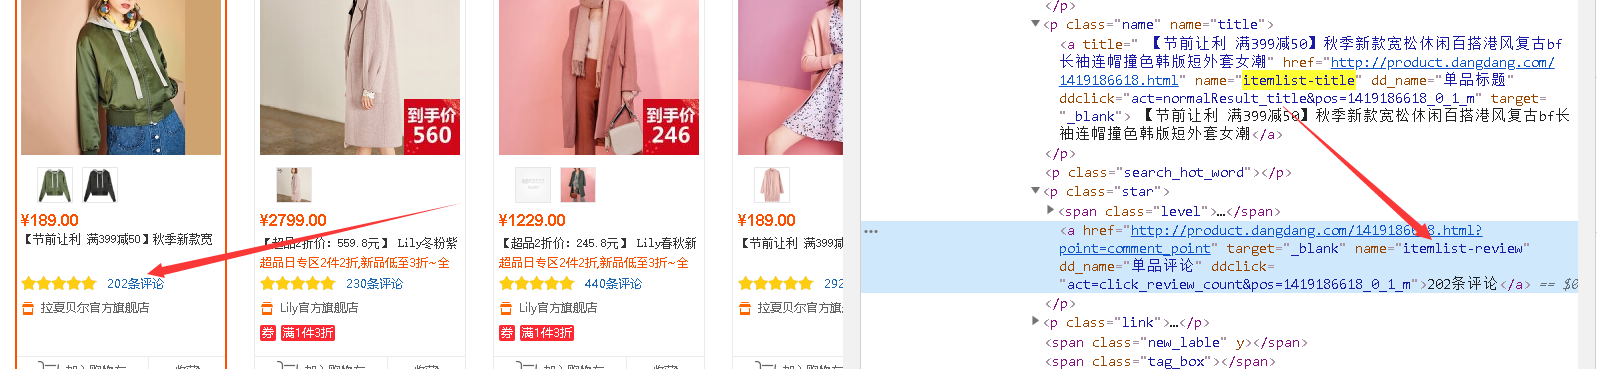 到手价
560
到手价
246
¥189.00
【节前让利 满399减50】秋季新款宽
202条评论
拉夏贝尔官方旗舰店
¥2799.00
【超品2折价：559.8元】 Lily冬粉紫
超品日专区2件2折,新品低至3折~全
230条评论
Lily官方旗舰店
券 满1件3折
¥1229.00
【超品2折价：245.8元】 Lily春秋新
超品日专区2件2折,新品低至3折~全
440条评论
Lily官方旗舰店
券 满1件3折
¥189.00
【节前让利 满399减
292
拉夏贝尔官方旗
</p>
<p class="name" name="title">
<a title=" 【节前让利 满399减50】秋季新款宽松休闲百搭港风复古bf
长袖连帽撞色韩版短外套女潮" href="http://product.dangdang.com/
1419186618.html" name="itemlist-title" dd_name="单品标题"
ddclick="act=normalResult_title&pos=1419186618_0_1_m" target=
"_blank"> 【节前让利 满399减50】秋季新款宽松休闲百搭港风复古bf长
袖连帽撞色韩版短外套女潮</a>
</p>
<p class="search_hot_word"></p>
<p class="star">
<span class="level">…</span>
<a href="http://product.dangdang.com/1419186618.html?
point=comment_point" target="_blank" name="itemlist-review"
dd_name="单品评论" ddclick=
"act=click_review_count&pos=1419186618_0_1_m">202条评论</a> == $0
</p>
<p class="link">…</p>
<span class="new_lable" y></span>
<span class="tag_box"></span>